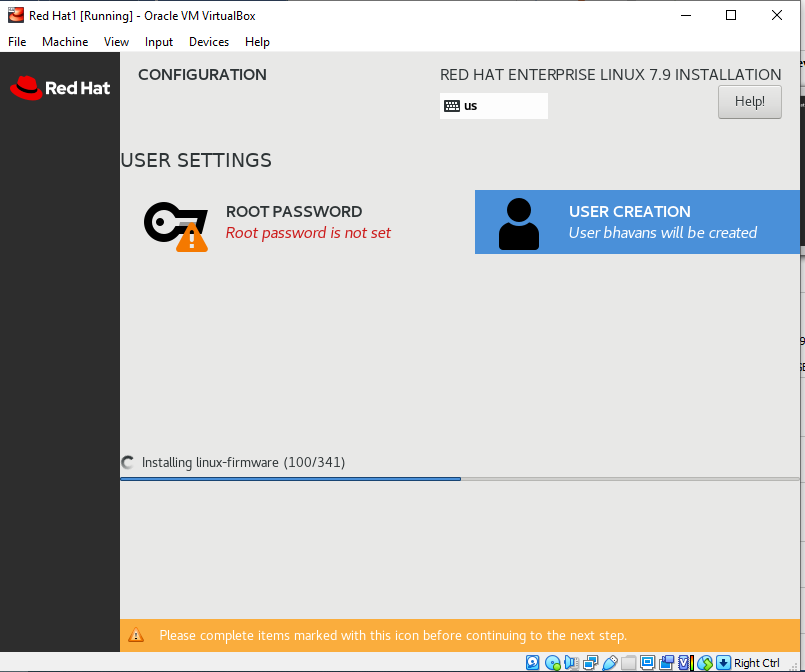 Red Hat1 [Running] - Oracle VM VirtualBox
File Machine View Input Devices Help
Red Hat
CONFIGURATION
RED HAT ENTERPRISE LINUX 7.9 INSTALLATION
us
Help!
USER SETTINGS
ROOT PASSWORD
Root password is not set
USER CREATION
User bhavans will be created
Installing linux-firmware (100/341)
Please complete items marked with this icon before continuing to the next step.
Right Ctrl